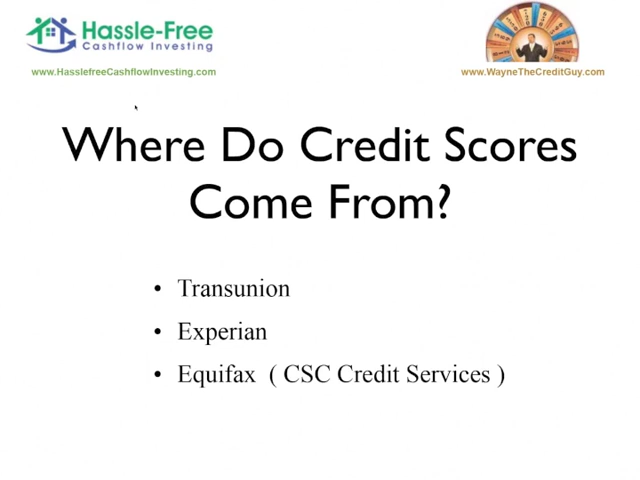 Hassle-Free
Cashflow Investing
www.HasslefreeCashflowInvesting.com
www.WayneTheCreditGuy.com
Where Do Credit Scores
Come From?
• Transunion
• Experian
• Equifax ( CSC Credit Services )